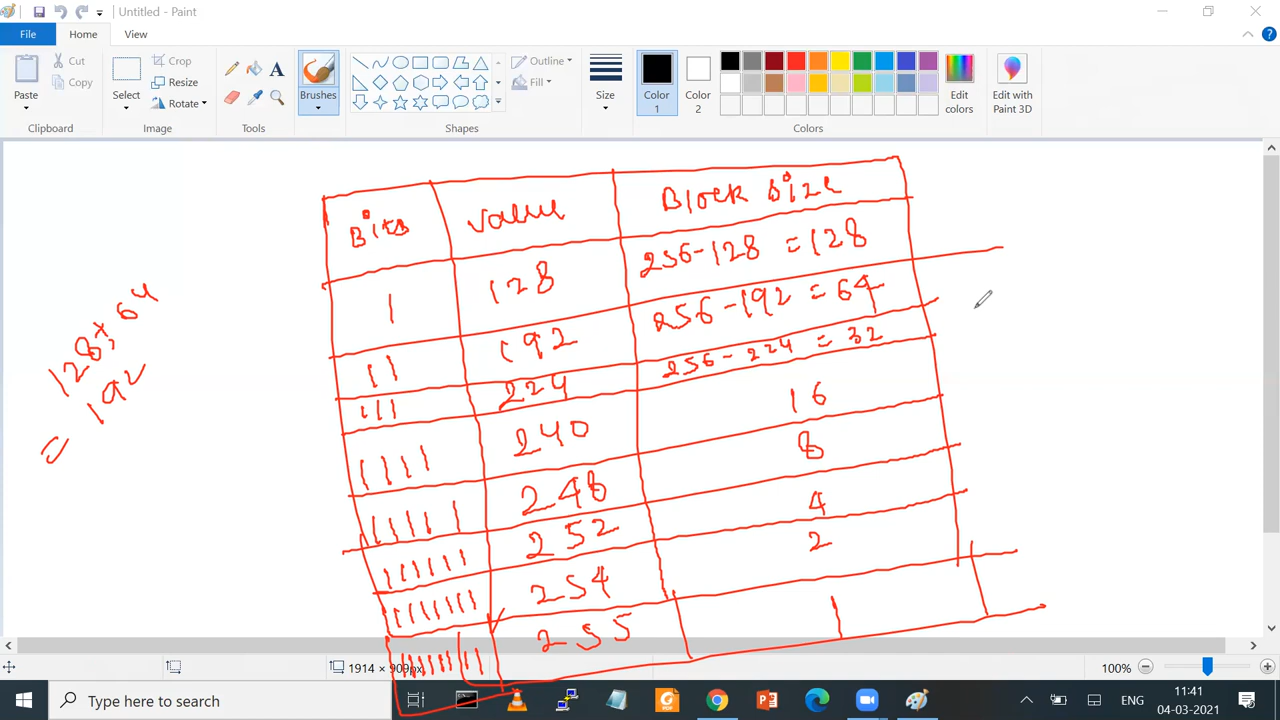 Untitled - Paint
File Home View
Paste Cut Copy Clipboard
Select Crop Resize Rotate Image
Tools
Brushes
Shapes Outline Fill
Size
Color 1 Color 2 Colors
Edit colors
Edit with Paint 3D
Bits Value Block Size
1 128 256-128 = 128
11 192 256-192 = 64
111 224 256-224 = 32
1111 240 16
11111 248 8
111111 252 4
1111111 254 2
11111111 255 1
128+64
= 192
1914 × 909px
100%
Type here to search
ENG
11:41
04-03-2021